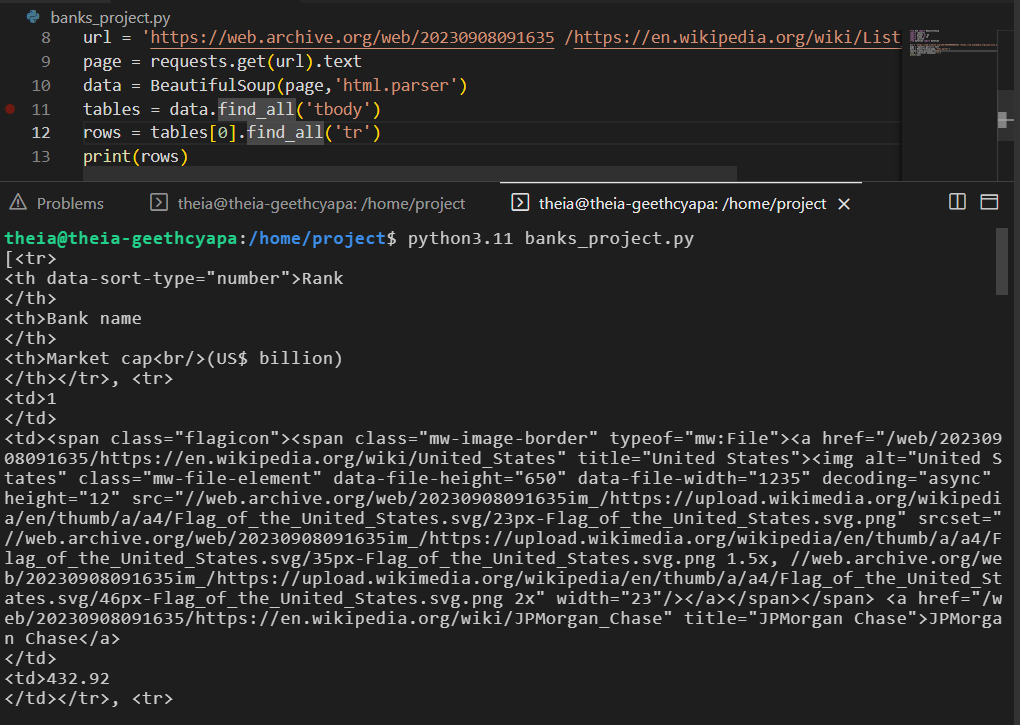 banks_project.py
8 url = 'https://web.archive.org/web/20230908091635 /https://en.wikipedia.org/wiki/List
9 page = requests.get(url).text
10 data = BeautifulSoup(page,'html.parser')
11 tables = data.find_all('tbody')
12 rows = tables[0].find_all('tr')
13 print(rows)
Problems theia@theia-geethcyapa: /home/project theia@theia-geethcyapa: /home/project
theia@theia-geethcyapa:/home/project$ python3.11 banks_project.py
[<tr>
<th data-sort-type="number">Rank
</th>
<th>Bank name
</th>
<th>Market cap<br/>(US$ billion)
</th></tr>, <tr>
<td>1
</td>
<td><span class="flagicon"><span class="mw-image-border" typeof="mw:File"><a href="/web/202309
08091635/https://en.wikipedia.org/wiki/United_States" title="United States"><img alt="United S
tates" class="mw-file-element" data-file-height="650" data-file-width="1235" decoding="async"
height="12" src="//web.archive.org/web/20230908091635im_/https://upload.wikimedia.org/wikipedi
a/en/thumb/a/a4/Flag_of_the_United_States.svg/23px-Flag_of_the_United_States.svg.png" srcset="
//web.archive.org/web/20230908091635im_/https://upload.wikimedia.org/wikipedia/en/thumb/a/a4/F
lag_of_the_United_States.svg/35px-Flag_of_the_United_States.svg.png 1.5x, //web.archive.org/we
b/20230908091635im_/https://upload.wikimedia.org/wikipedia/en/thumb/a/a4/Flag_of_the_United_St
ates.svg/46px-Flag_of_the_United_States.svg.png 2x" width="23"/></a></span></span> <a href="/w
eb/20230908091635/https://en.wikipedia.org/wiki/JPMorgan_Chase" title="JPMorgan Chase">JPMorga
n Chase</a>
</td>
<td>432.92
</td></tr>, <tr>